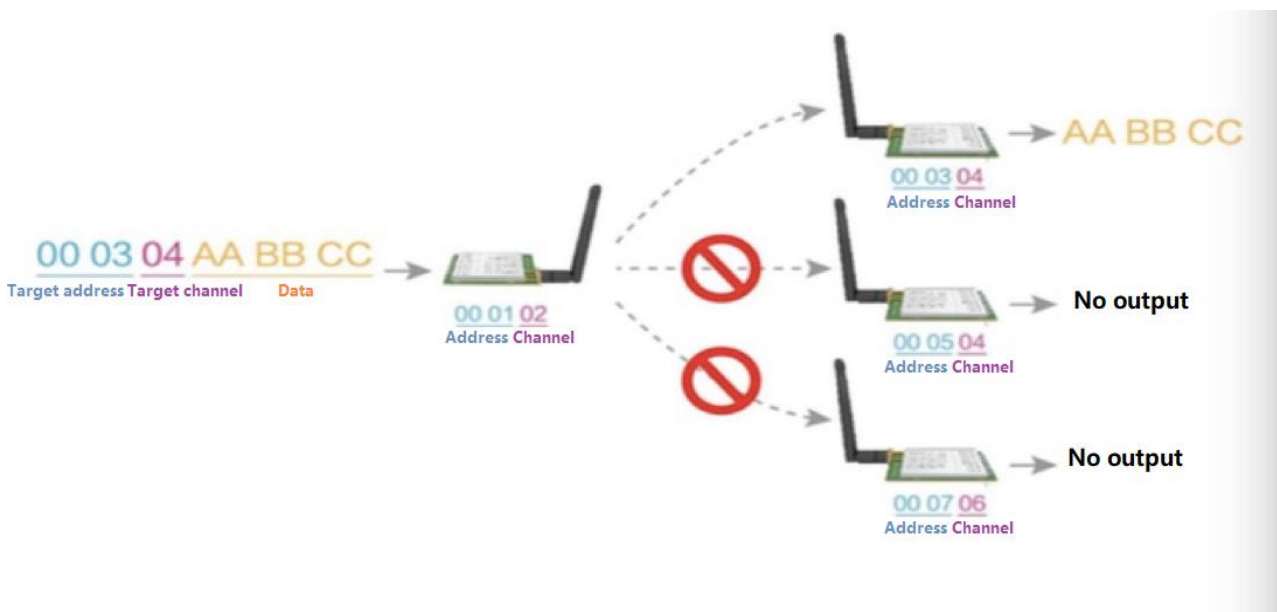 00 03 04 AA BB CC
Target address Target channel Data
00 01 02
Address Channel
AA BB CC
00 03 04
Address Channel
No output
00 05 04
Address Channel
No output
00 07 06
Address Channel